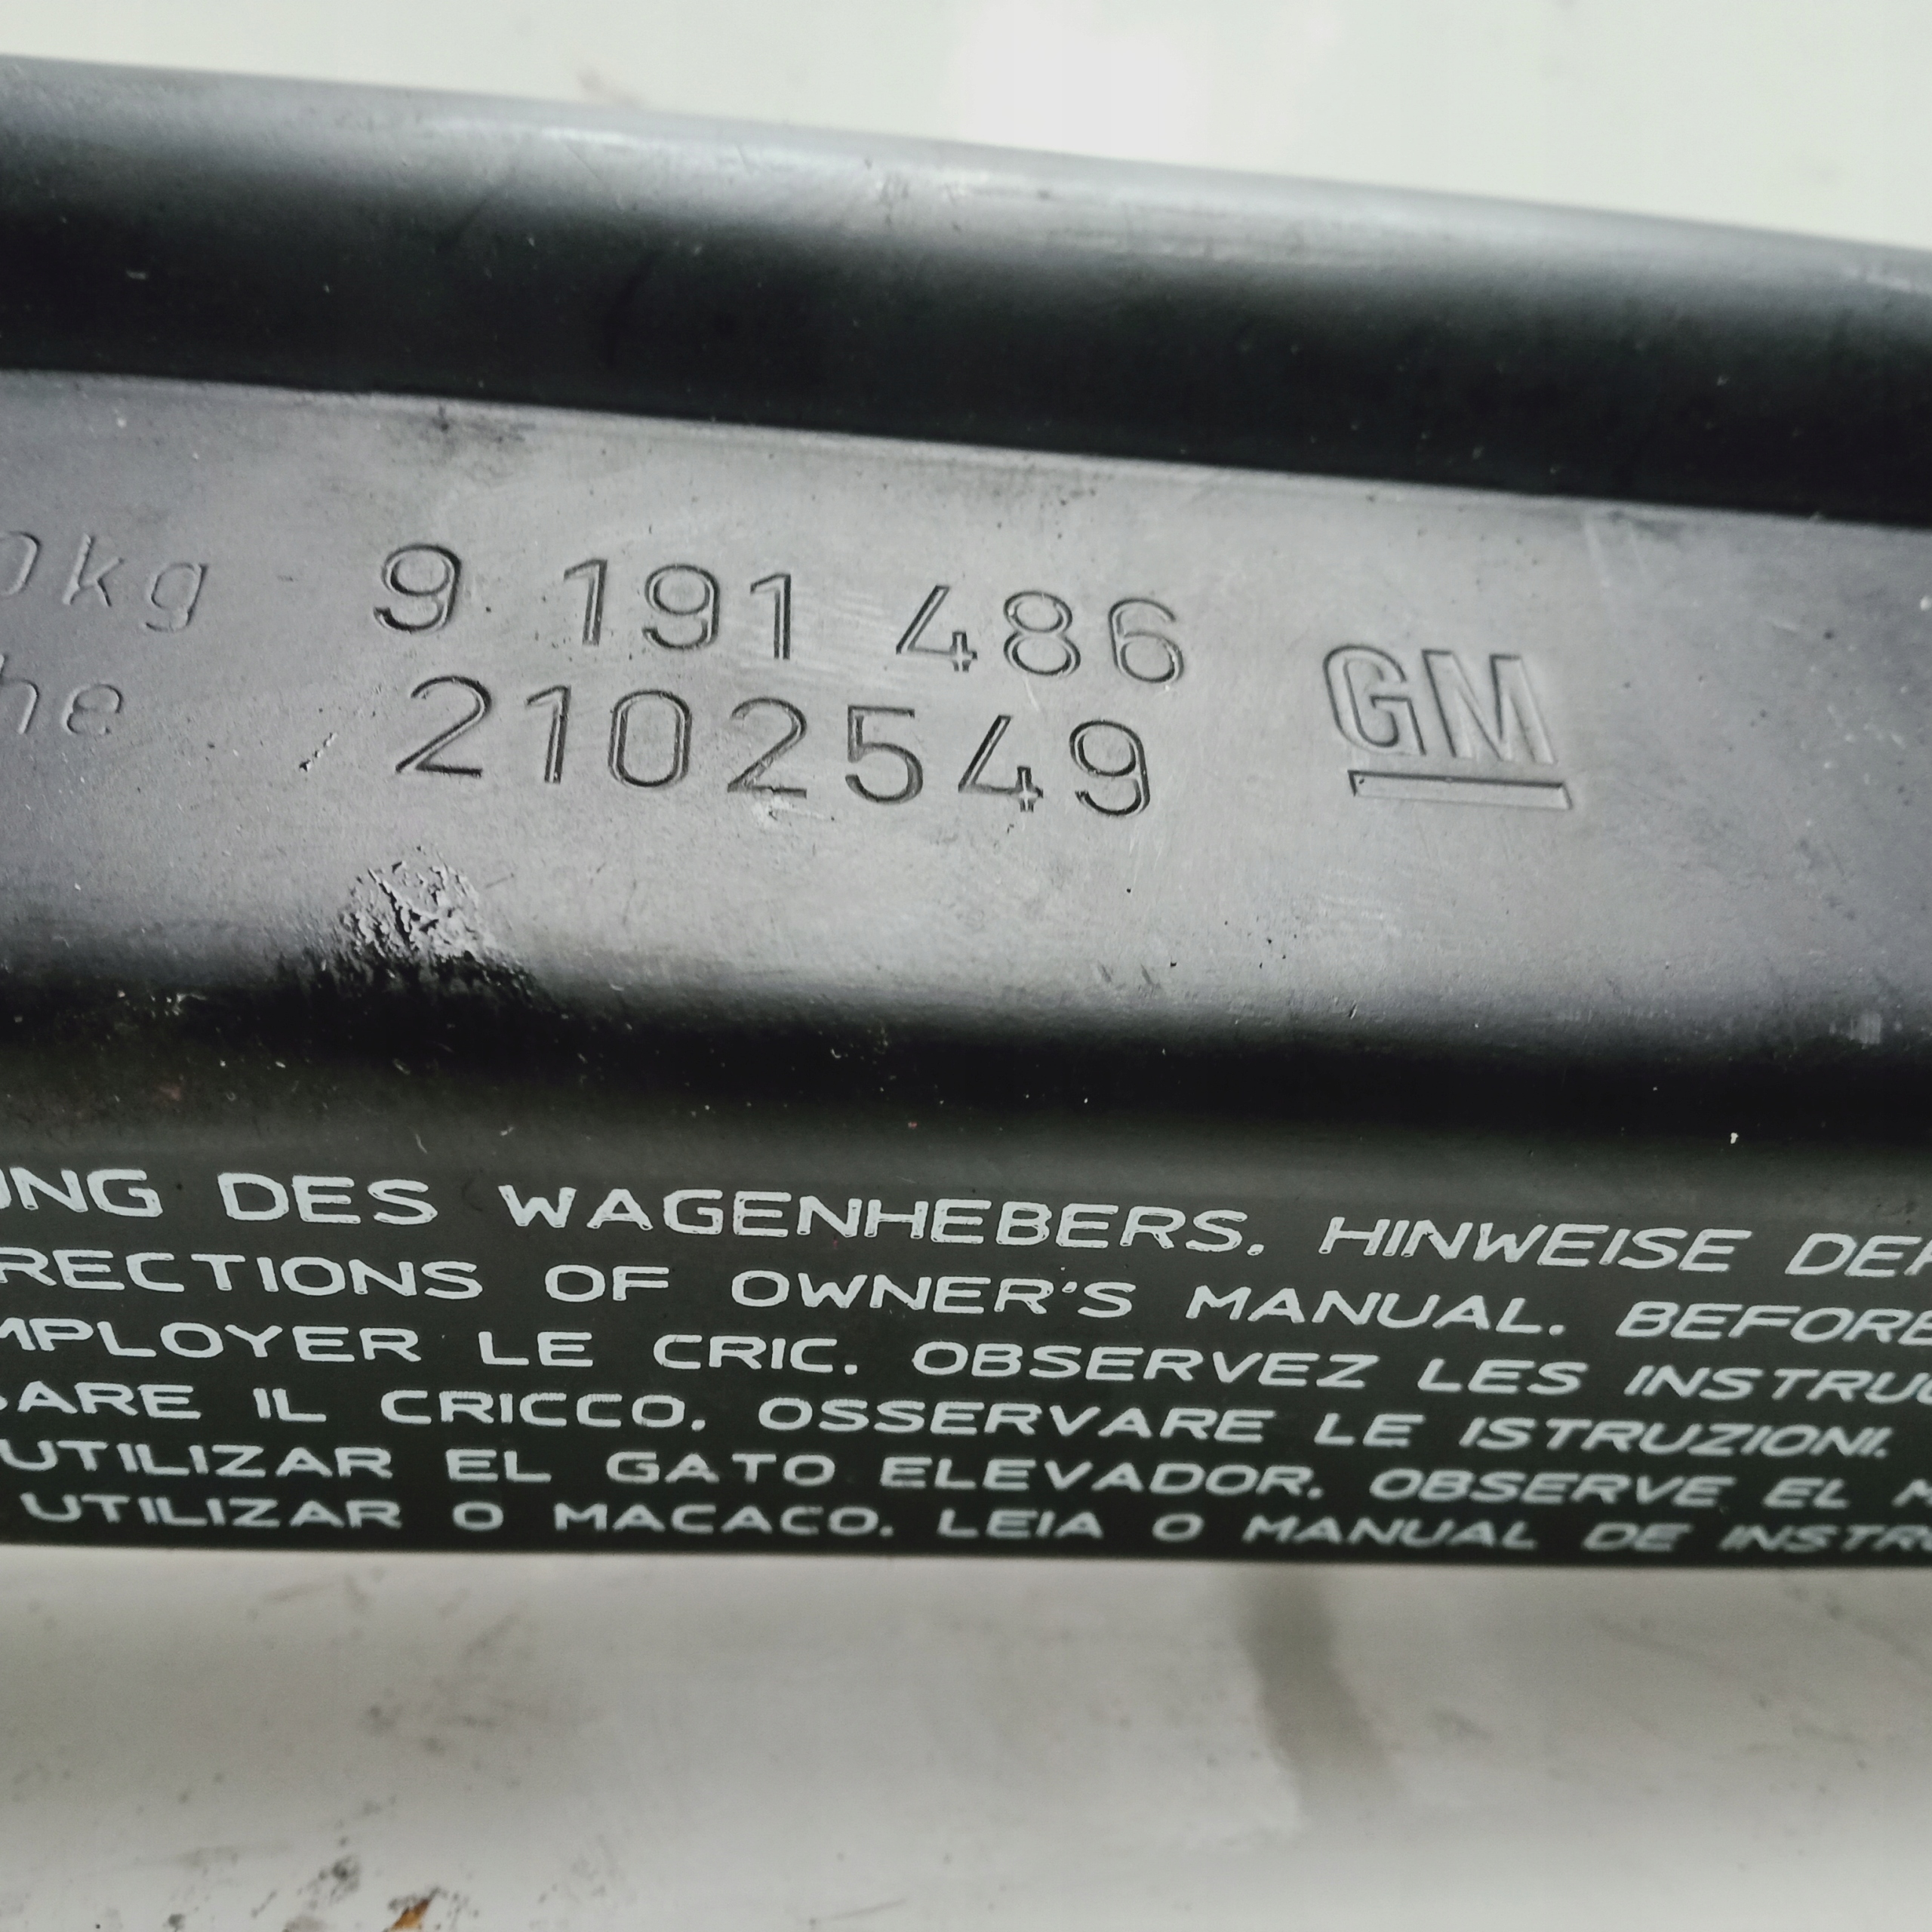 0kg 9 191 486 GM
he 2102549
UNG DES WAGENHEBERS. HINWEISE DER
RECTIONS OF OWNER'S MANUAL. BEFORE
MPLOYER LE CRIC. OBSERVEZ LES INSTRUC
SARE IL CRICCO. OSSERVARE LE ISTRUZIONI.
UTILIZAR EL GATO ELEVADOR. OBSERVE EL M
UTILIZAR O MACACO. LEIA O MANUAL DE INSTRU